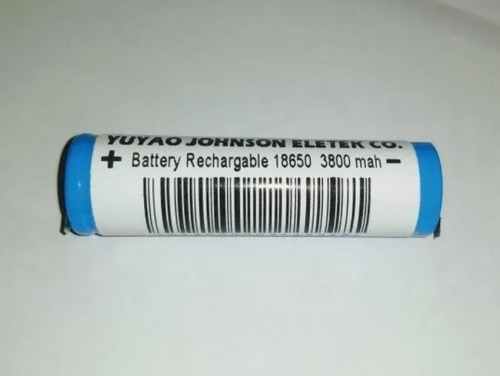 YUYAO JOHNSON ELETEK CO.
+ Battery Rechargable 18650 3800 mah -